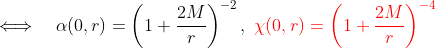 ⟺ α(0, r) = (1 + 2M/r)^{-2}, χ(0, r) = (1 + 2M/r)^{-4}